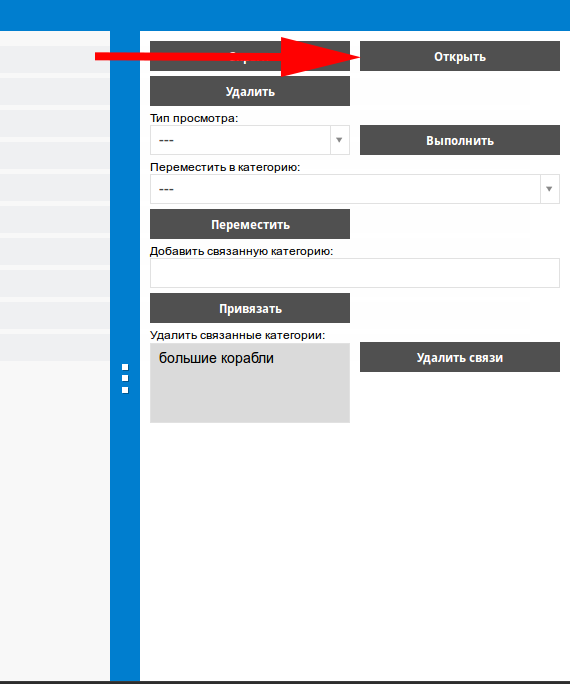 Открыть
Удалить
Тип просмотра:
---
Выполнить
Переместить в категорию:
---
Переместить
Добавить связанную категорию:
Привязать
Удалить связанные категории:
большие корабли
Удалить связи